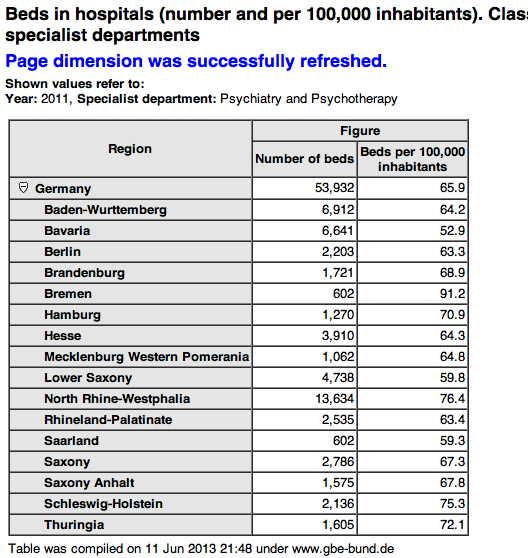 Beds in hospitals (number and per 100,000 inhabitants). Clas
specialist departments
Page dimension was successfully refreshed.
Shown values refer to:
Year: 2011, Specialist department: Psychiatry and Psychotherapy
Region Figure
Number of beds Beds per 100,000 inhabitants
Germany 53,932 65.9
Baden-Wurttemberg 6,912 64.2
Bavaria 6,641 52.9
Berlin 2,203 63.3
Brandenburg 1,721 68.9
Bremen 602 91.2
Hamburg 1,270 70.9
Hesse 3,910 64.3
Mecklenburg Western Pomerania 1,062 64.8
Lower Saxony 4,738 59.8
North Rhine-Westphalia 13,634 76.4
Rhineland-Palatinate 2,535 63.4
Saarland 602 59.3
Saxony 2,786 67.3
Saxony Anhalt 1,575 67.8
Schleswig-Holstein 2,136 75.3
Thuringia 1,605 72.1
Table was compiled on 11 Jun 2013 21:48 under www.gbe-bund.de